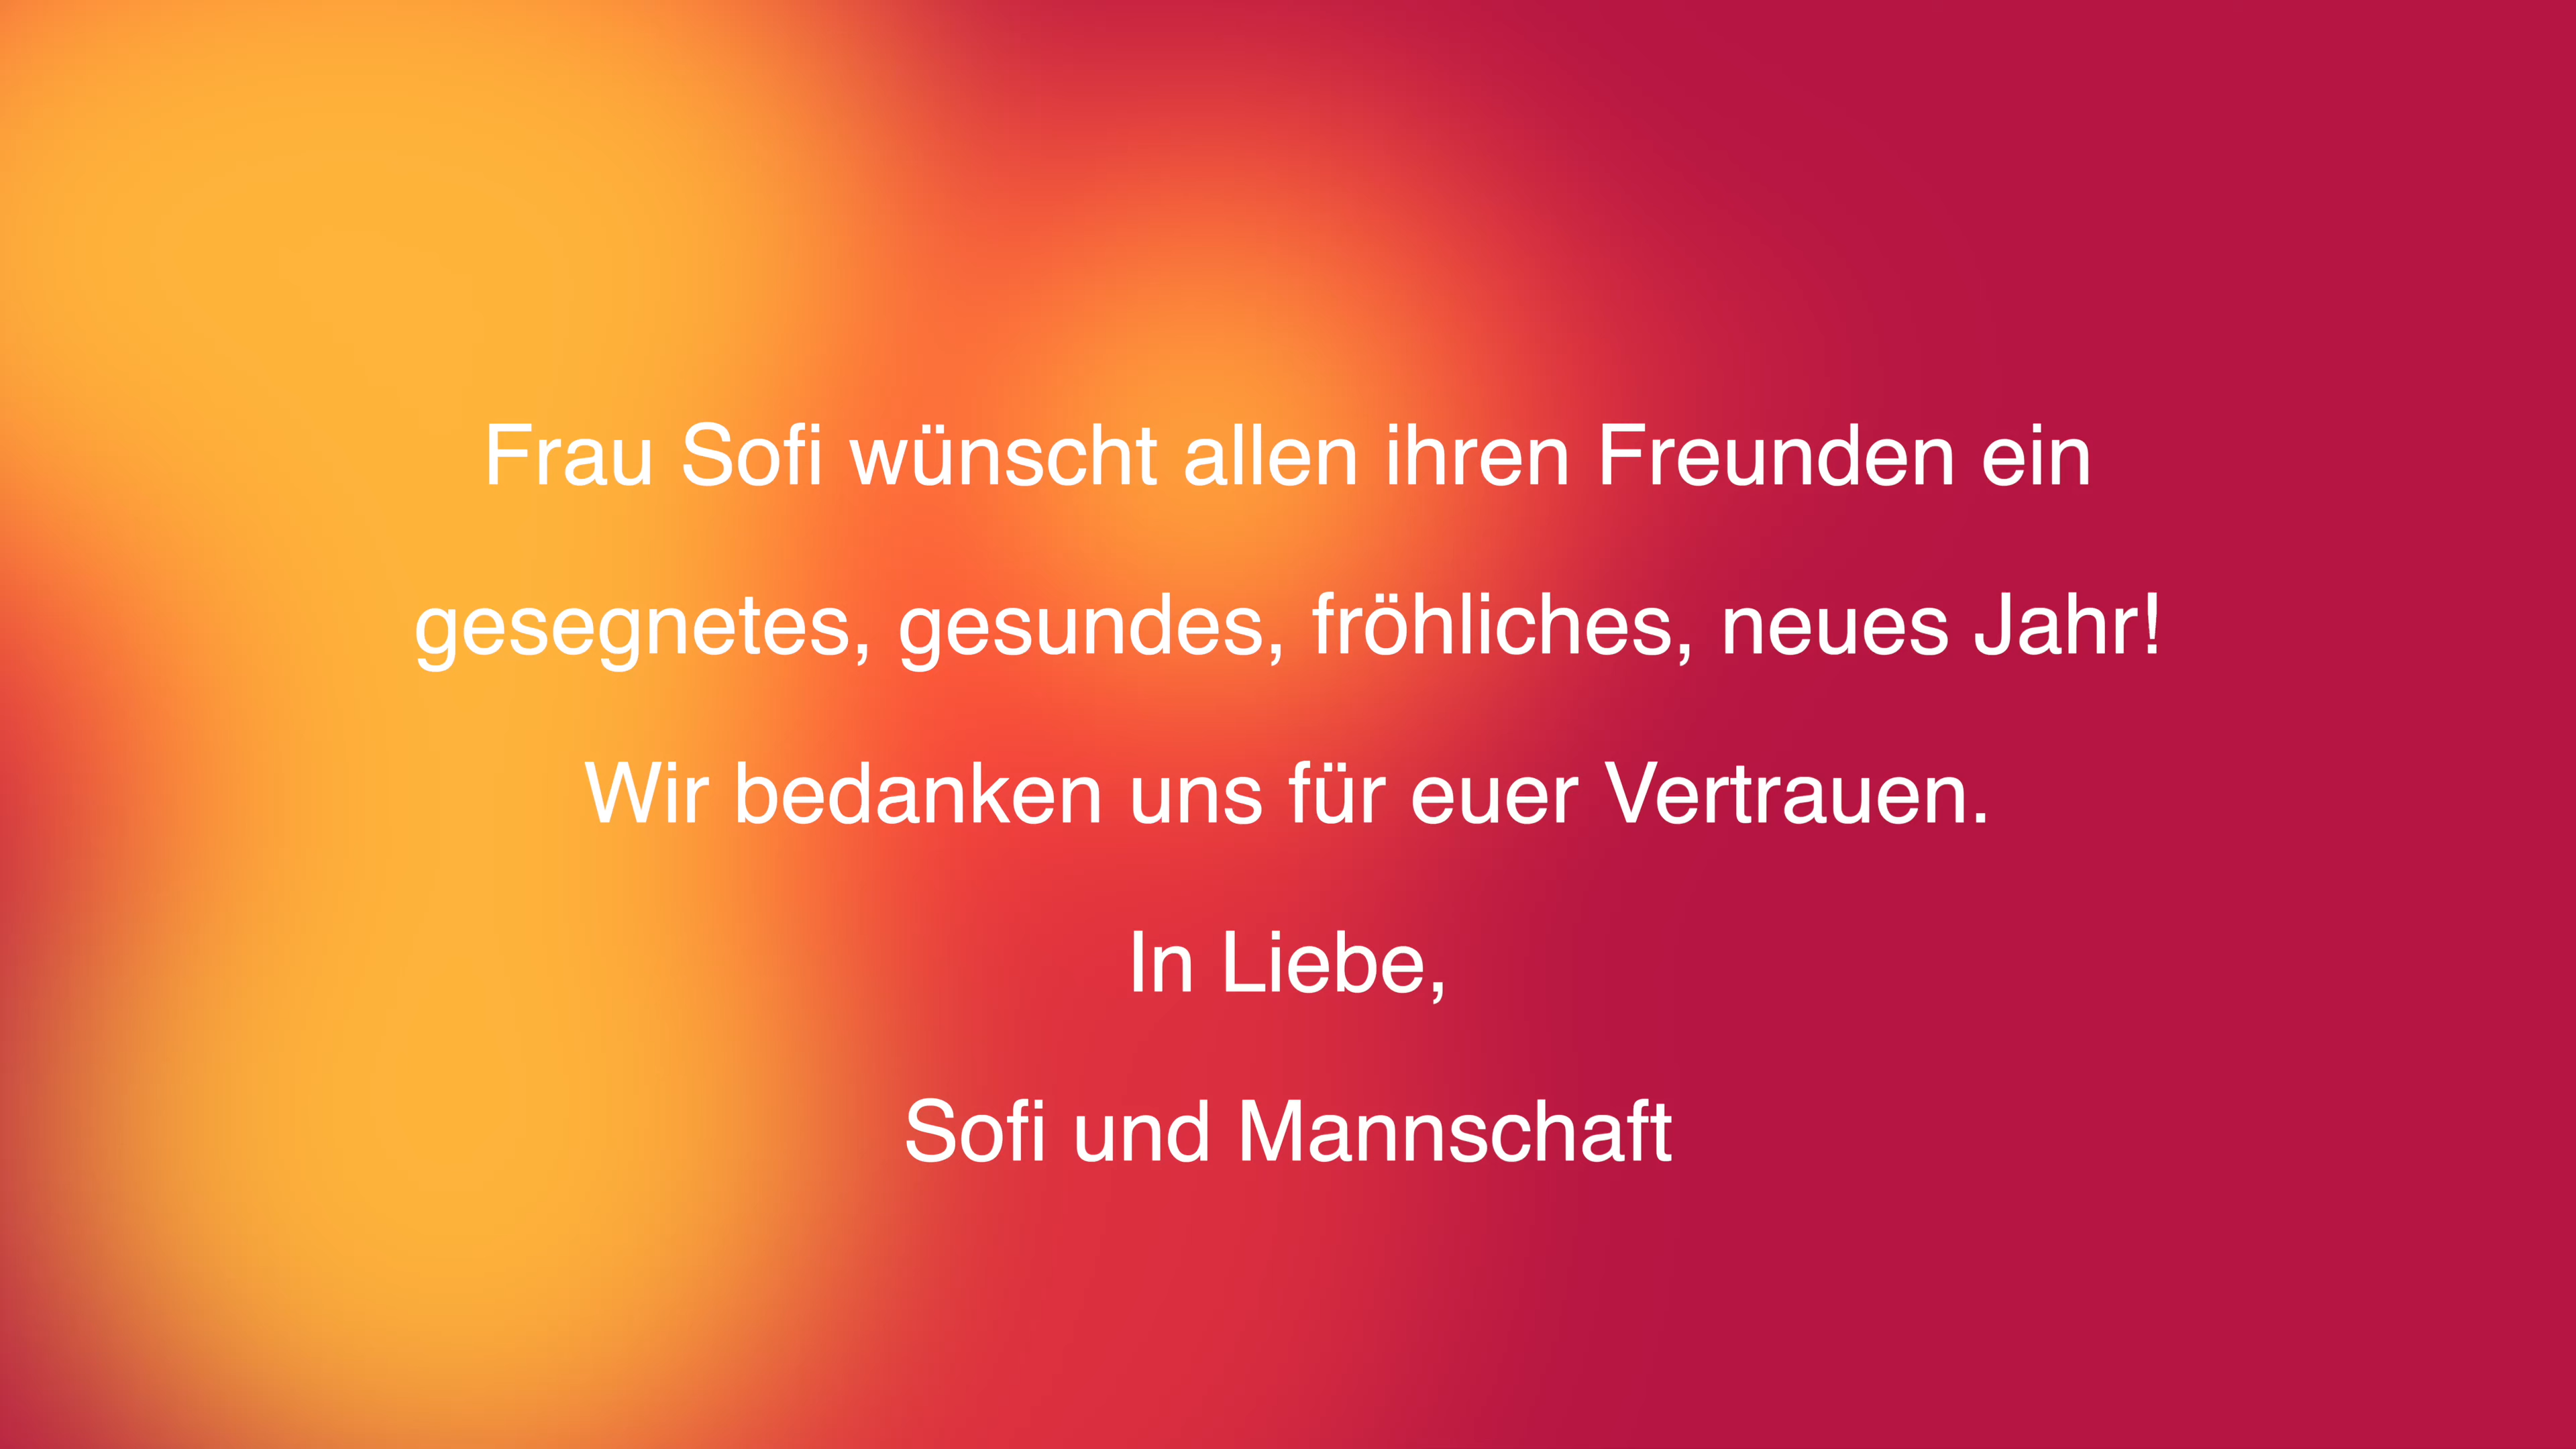 Frau Sofi wünscht allen ihren Freunden ein
gesegnetes, gesundes, fröhliches, neues Jahr!
Wir bedanken uns für euer Vertrauen.
In Liebe,
Sofi und Mannschaft